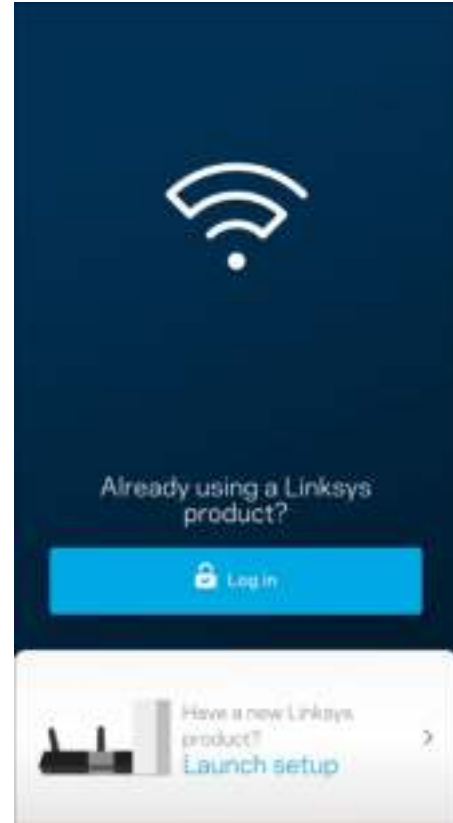 Already using a Linksys
product?
Log in
Have a new Linksys
product?
Launch setup